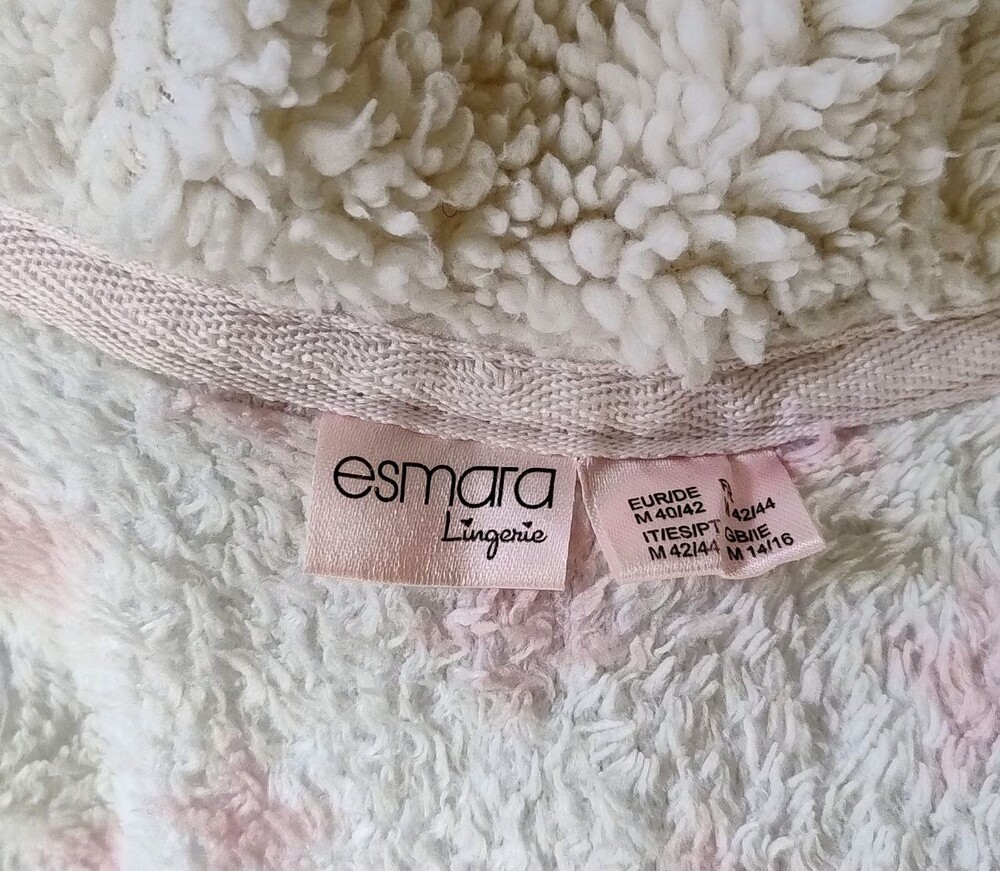 esmara
Lingerie
EUR/DE
M 40/42 42/44
IT/ES/PT GB/IE
M 42/44 M 14/16